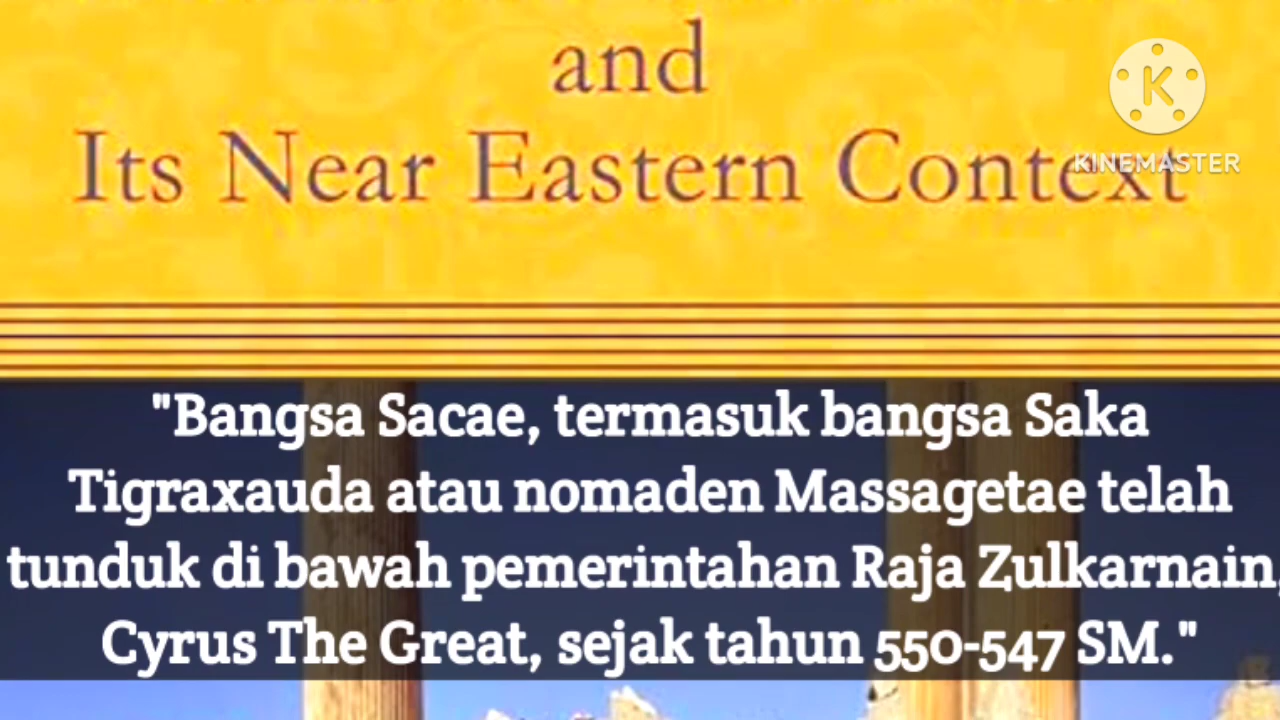 and
Its Near Eastern Context
K
KINEMASTER
"Bangsa Sacae, termasuk bangsa Saka
Tigraxauda atau nomaden Massagetae telah
tunduk di bawah pemerintahan Raja Zulkarnain,
Cyrus The Great, sejak tahun 550-547 SM."